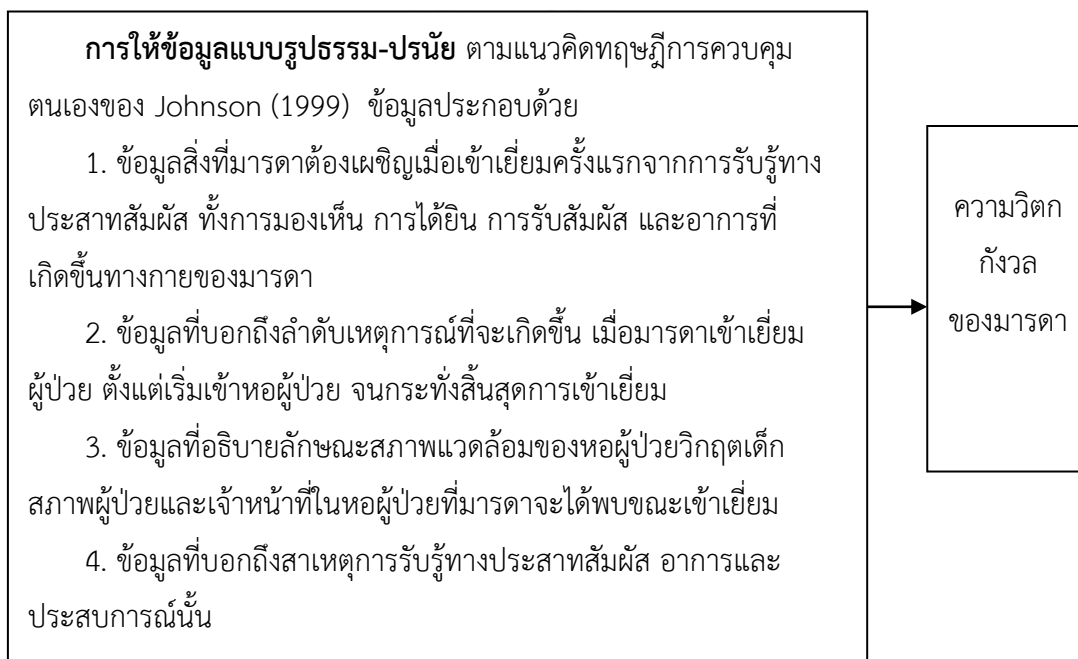 การให้ข้อมูลแบบรูปธรรม-ปรนัย ตามแนวคิดทฤษฎีการควบคุม
ตนเองของ Johnson (1999) ข้อมูลประกอบด้วย
1. ข้อมูลสิ่งที่มารดาต้องเผชิญเมื่อเข้าเยี่ยมครั้งแรกจากการรับรู้ทาง
ประสาทสัมผัส ทั้งการมองเห็น การได้ยิน การรับสัมผัส และอาการที่
เกิดขึ้นทางกายของมารดา
2. ข้อมูลที่บอกถึงลำดับเหตุการณ์ที่จะเกิดขึ้น เมื่อมารดาเข้าเยี่ยม
ผู้ป่วย ตั้งแต่เริ่มเข้าหอผู้ป่วย จนกระทั่งสิ้นสุดการเข้าเยี่ยม
3. ข้อมูลที่อธิบายลักษณะสภาพแวดล้อมของหอผู้ป่วยวิกฤตเด็ก
สภาพผู้ป่วยและเจ้าหน้าที่ในหอผู้ป่วยที่มารดาจะได้พบขณะเข้าเยี่ยม
4. ข้อมูลที่บอกถึงสาเหตุการรับรู้ทางประสาทสัมผัส อาการและ
ประสบการณ์นั้น
ความวิตก
กังวล
ของมารดา